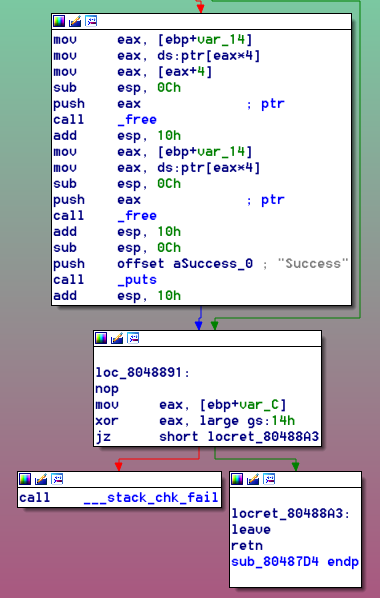 mov eax, [ebp+var_14]
mov eax, ds:ptr[eax*4]
mov eax, [eax+4]
sub esp, 0Ch
push eax ; ptr
call _free
add esp, 10h
mov eax, [ebp+var_14]
mov eax, ds:ptr[eax*4]
sub esp, 0Ch
push eax ; ptr
call _free
add esp, 10h
sub esp, 0Ch
push offset aSuccess_0 ; "Success"
call _puts
add esp, 10h
loc_8048891:
nop
mov eax, [ebp+var_C]
xor eax, large gs:14h
jz short locret_80488A3
call ___stack_chk_fail
locret_80488A3:
leave
retn
sub_80487D4 endp